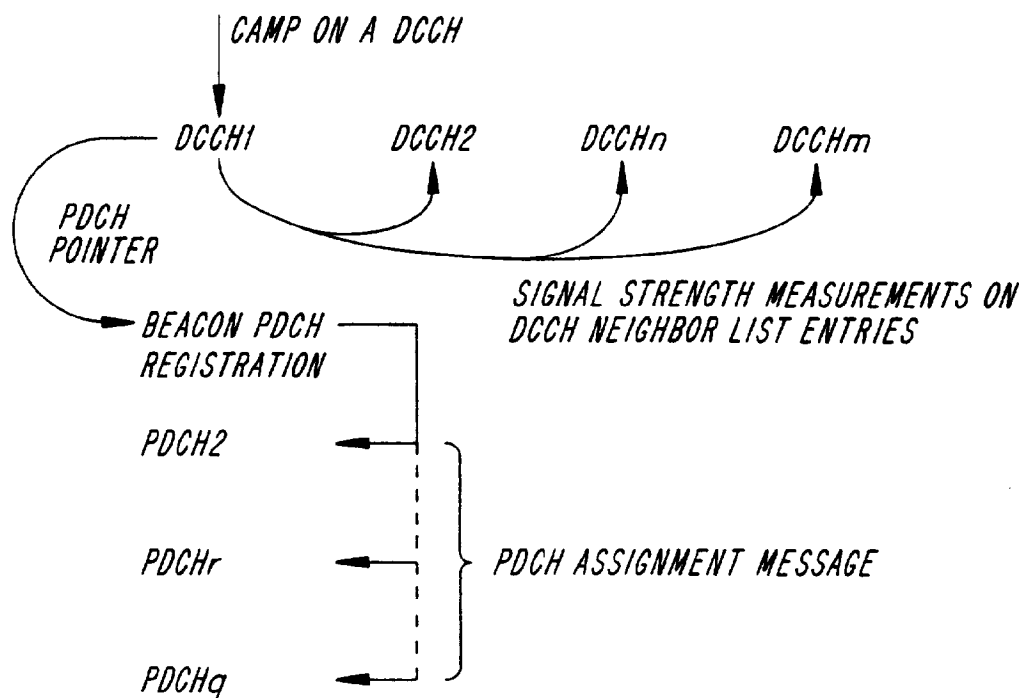 CAMP ON A DCCH
DCCH1 DCCH2 DCCHn DCCHm
PDCH
POINTER
SIGNAL STRENGTH MEASUREMENTS ON
DCCH NEIGHBOR LIST ENTRIES
BEACON PDCH
REGISTRATION
PDCH2
PDCHr
PDCH ASSIGNMENT MESSAGE
PDCHq